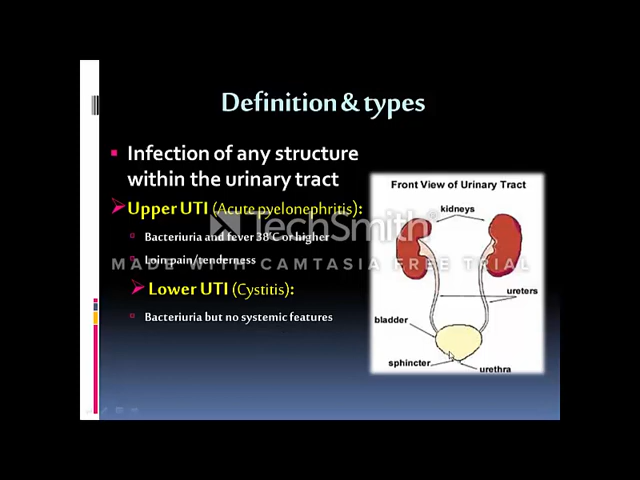 Definition & types
Infection of any structure
within the urinary tract
Upper UTI (Acute pyelonephritis):
Bacteriuria and fever 38°C or higher
Loin pain/tenderness
Lower UTI (Cystitis):
Bacteriuria but no systemic features
Front View of Urinary Tract
kidneys
ureters
bladder
sphincter
urethra
TechSmith
MADE WITH CAMTASIA FREE TRIAL